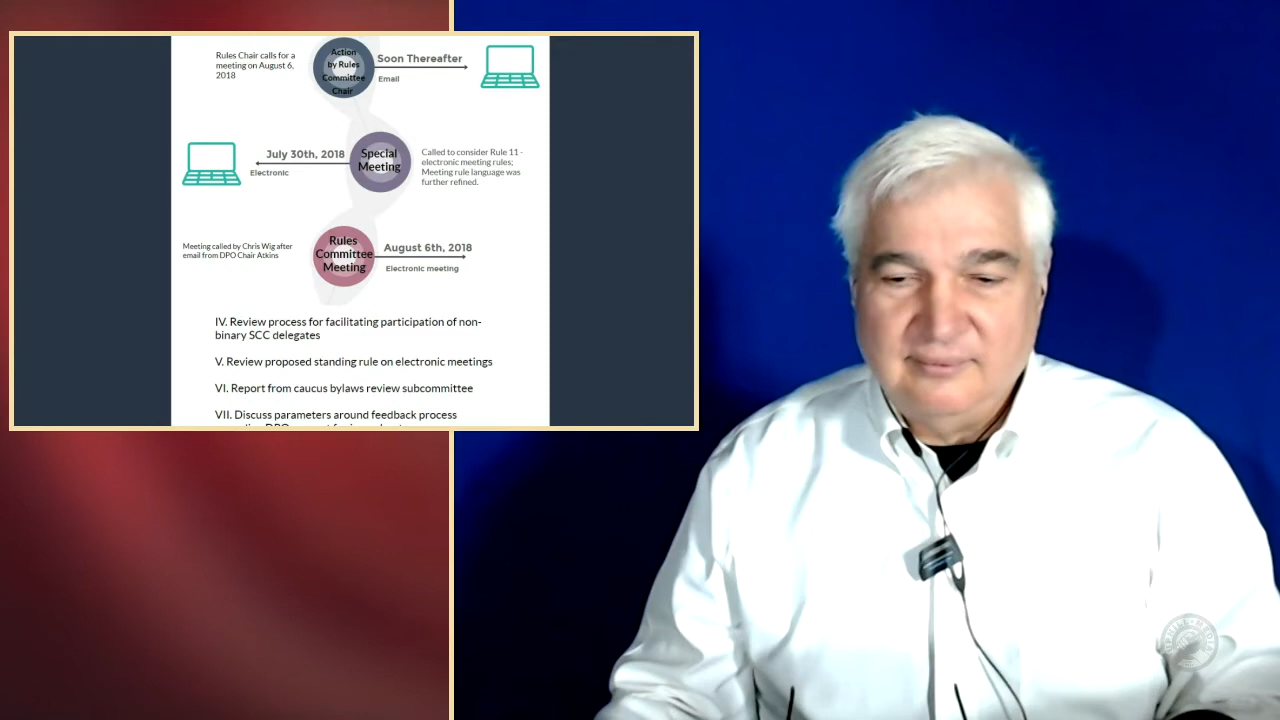 Rules Chair calls for a
meeting on August 6,
2018
Action
by Rules
Committee
Chair
Soon Thereafter
Email
July 30th, 2018
Electronic
Special
Meeting
Called to consider Rule 11 -
electronic meeting rules;
Meeting rule language was
further refined.
Meeting called by Chris Wig after
email from DPO Chair Atkins
Rules
Committee
Meeting
August 6th, 2018
Electronic meeting
IV. Review process for facilitating participation of non-
binary SCC delegates
V. Review proposed standing rule on electronic meetings
VI. Report from caucus bylaws review subcommittee
VII. Discuss parameters around feedback process